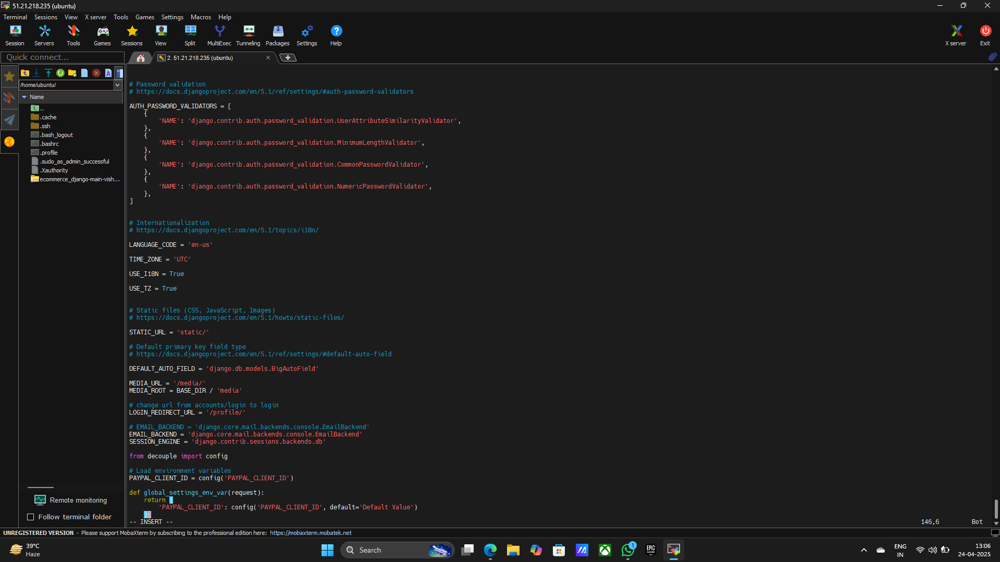 51.21.218.235 (ubuntu)
Terminal Sessions View X server Tools Games Settings Macros Help
Session Servers Tools Games Sessions View Split MultiExec Tunneling Packages Settings Help X server Exit
Quick connect...
2. 51.21.218.235 (ubuntu)
/home/ubuntu/
Name
..
.cache
.ssh
.bash_logout
.bashrc
.profile
.sudo_as_admin_successful
.Xauthority
ecommerce_django-main-vish...
Remote monitoring
Follow terminal folder
# Password validation
# https://docs.djangoproject.com/en/5.1/ref/settings/#auth-password-validators
AUTH_PASSWORD_VALIDATORS = [
    {
        'NAME': 'django.contrib.auth.password_validation.UserAttributeSimilarityValidator',
    },
    {
        'NAME': 'django.contrib.auth.password_validation.MinimumLengthValidator',
    },
    {
        'NAME': 'django.contrib.auth.password_validation.CommonPasswordValidator',
    },
    {
        'NAME': 'django.contrib.auth.password_validation.NumericPasswordValidator',
    },
]
# Internationalization
# https://docs.djangoproject.com/en/5.1/topics/i18n/
LANGUAGE_CODE = 'en-us'
TIME_ZONE = 'UTC'
USE_I18N = True
USE_TZ = True
# Static files (CSS, JavaScript, Images)
# https://docs.djangoproject.com/en/5.1/howto/static-files/
STATIC_URL = 'static/'
# Default primary key field type
# https://docs.djangoproject.com/en/5.1/ref/settings/#default-auto-field
DEFAULT_AUTO_FIELD = 'django.db.models.BigAutoField'
MEDIA_URL = '/media/'
MEDIA_ROOT = BASE_DIR / 'media'
# change url from accounts/login to login
LOGIN_REDIRECT_URL = '/profile/'
# EMAIL_BACKEND = 'django.core.mail.backends.console.EmailBackend'
EMAIL_BACKEND = 'django.core.mail.backends.console.EmailBackend'
SESSION_ENGINE = 'django.contrib.sessions.backends.db'
from decouple import config
# Load environment variables
PAYPAL_CLIENT_ID = config('PAYPAL_CLIENT_ID')
def global_settings_env_var(request):
    return {
        'PAYPAL_CLIENT_ID': config('PAYPAL_CLIENT_ID', default='Default Value')
    }
-- INSERT -- 146,6 Bot
UNREGISTERED VERSION - Please support MobaXterm by subscribing to the professional edition here: https://mobaxterm.mobatek.net
39°C
Haze
Search
1
EPIC GAMES
ENG
IN
13:06
24-04-2025